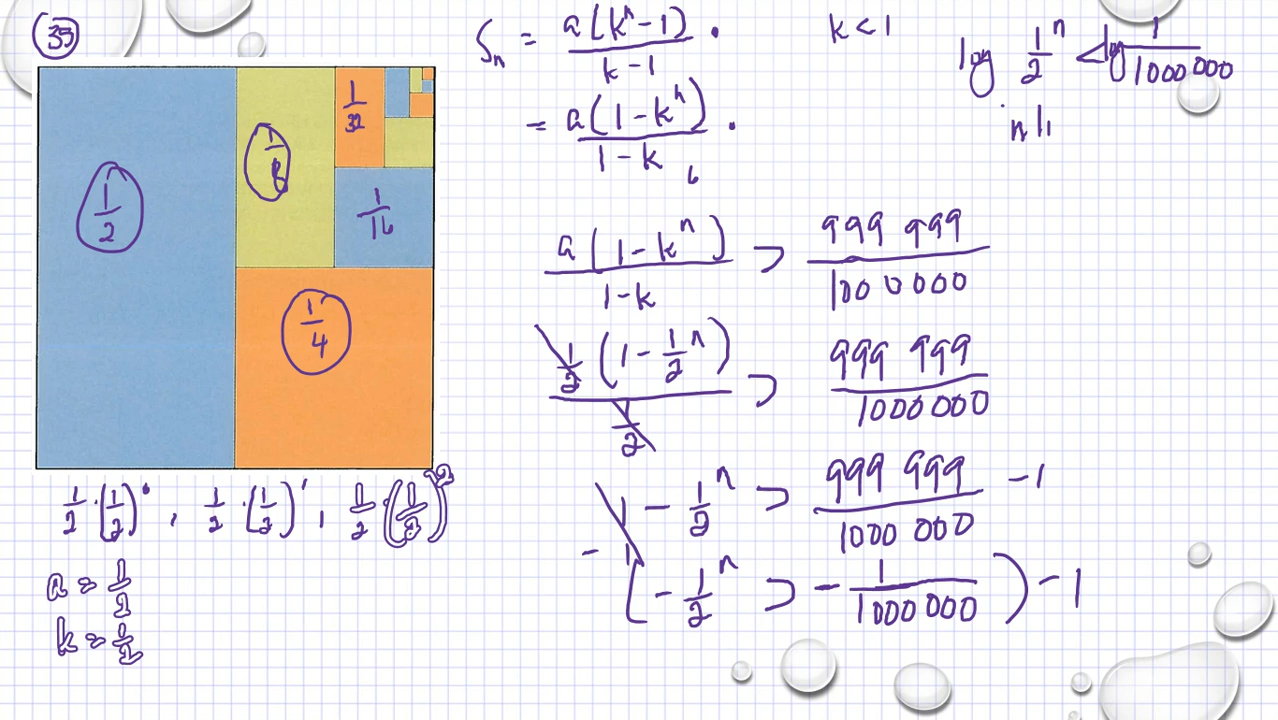 35
1/2
1/8
1/32
1/16
1/4
1/2 · (1/2)^0 , 1/2 · (1/2)^1 , 1/2 · (1/2)^2
a = 1/2
k = 1/2
S_n = a(k^n - 1) / k - 1 .
= a(1 - k^n) / 1 - k .
a(1 - k^n) / 1 - k > 999 999 / 1000 000
1/2 (1 - 1/2^n) / 1/2 > 999 999 / 1000 000
1 - 1/2^n > 999 999 / 1000 000 - 1
- 1
(- 1/2^n > - 1 / 1000 000) - 1
k < 1
log 1/2^n < log 1 / 1000 000
n l